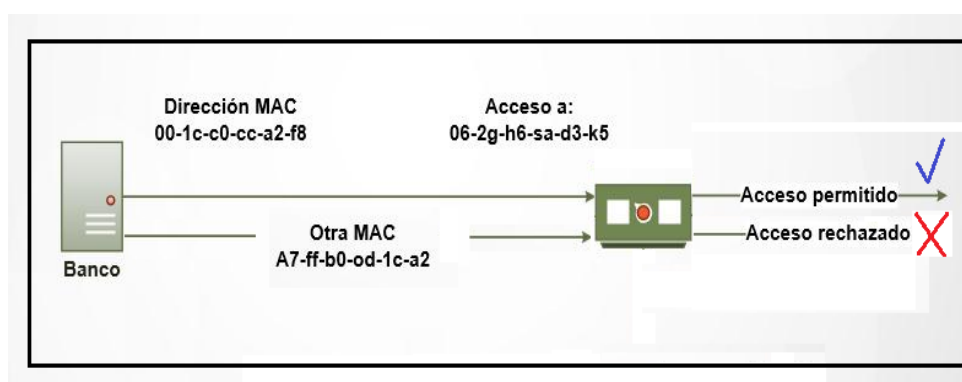 Dirección MAC
00-1c-c0-cc-a2-f8
Acceso a:
06-2g-h6-sa-d3-k5
Acceso permitido
Otra MAC
A7-ff-b0-od-1c-a2
Acceso rechazado
Banco